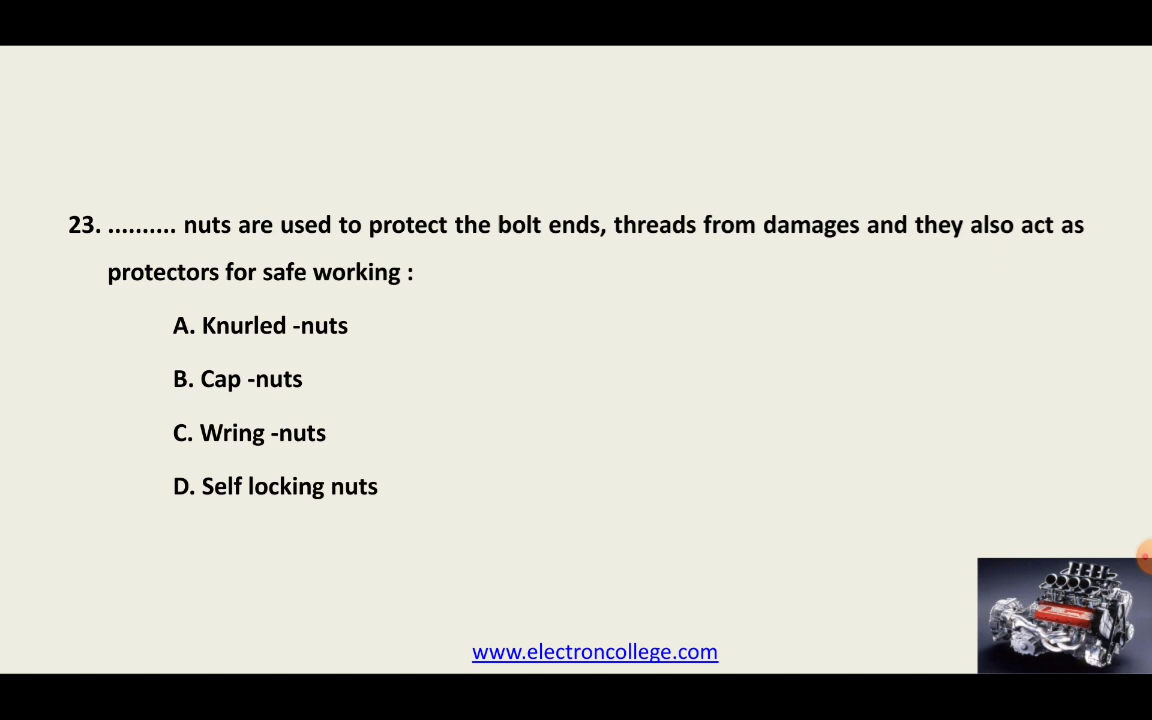 23. .......... nuts are used to protect the bolt ends, threads from damages and they also act as
protectors for safe working :
A. Knurled -nuts
B. Cap -nuts
C. Wring -nuts
D. Self locking nuts
www.electroncollege.com